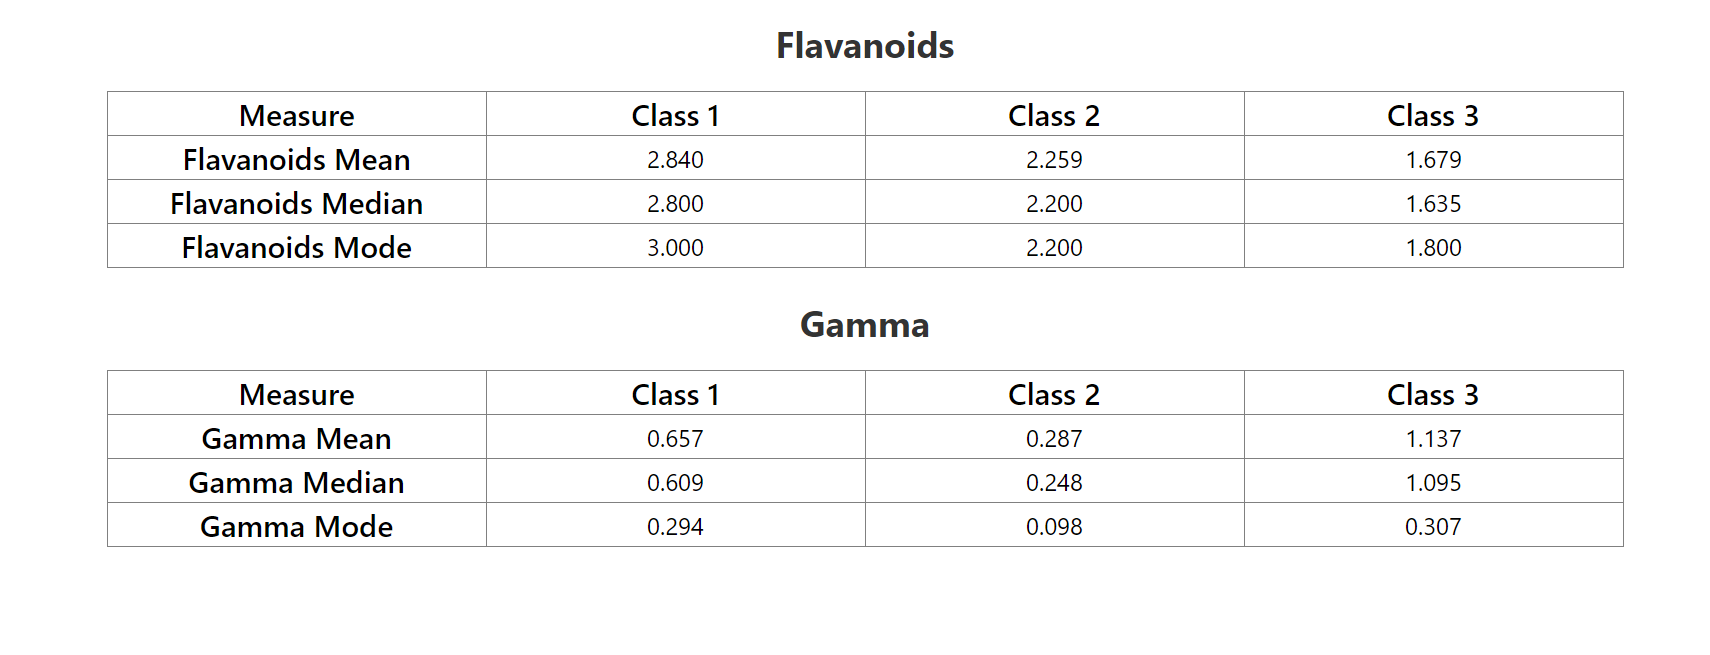 Flavanoids
Measure Class 1 Class 2 Class 3
Flavanoids Mean 2.840 2.259 1.679
Flavanoids Median 2.800 2.200 1.635
Flavanoids Mode 3.000 2.200 1.800
Gamma
Measure Class 1 Class 2 Class 3
Gamma Mean 0.657 0.287 1.137
Gamma Median 0.609 0.248 1.095
Gamma Mode 0.294 0.098 0.307